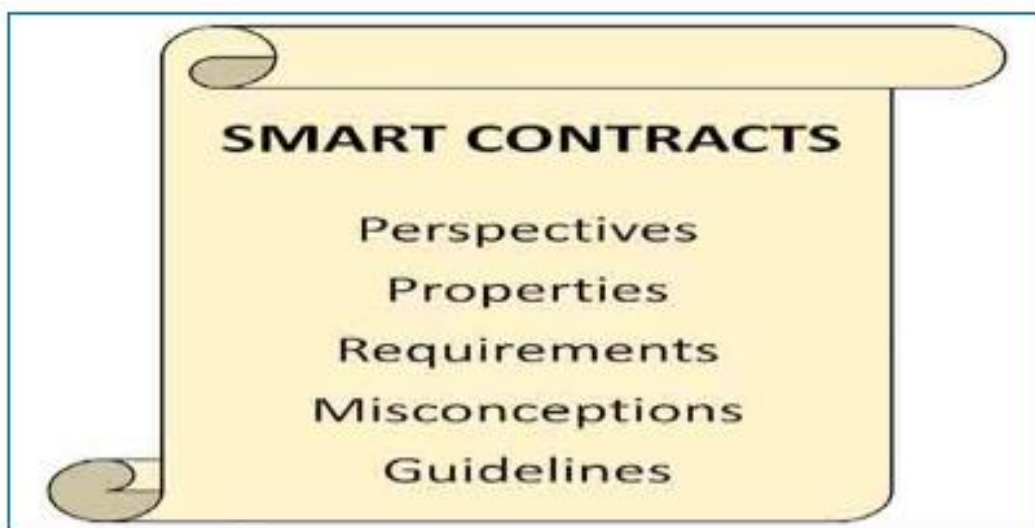 SMART CONTRACTS
Perspectives
Properties
Requirements
Misconceptions
Guidelines